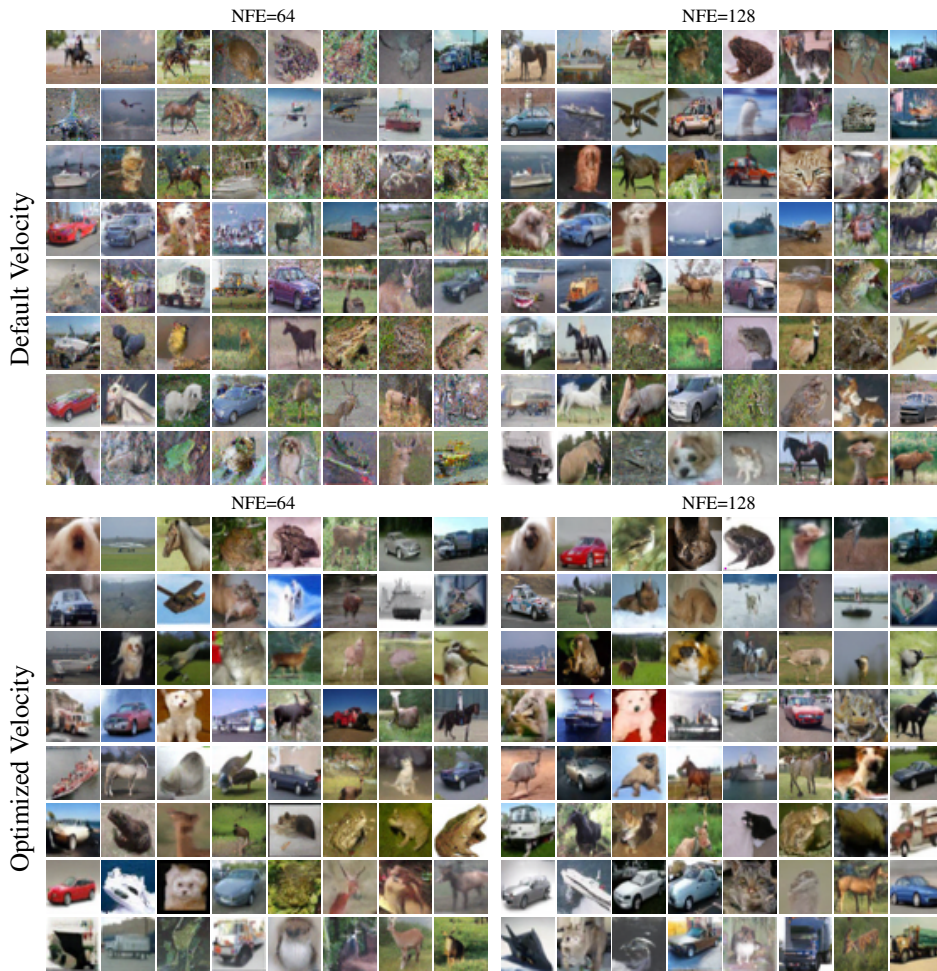 NFE=64
NFE=128
Default Velocity
NFE=64
NFE=128
Optimized Velocity